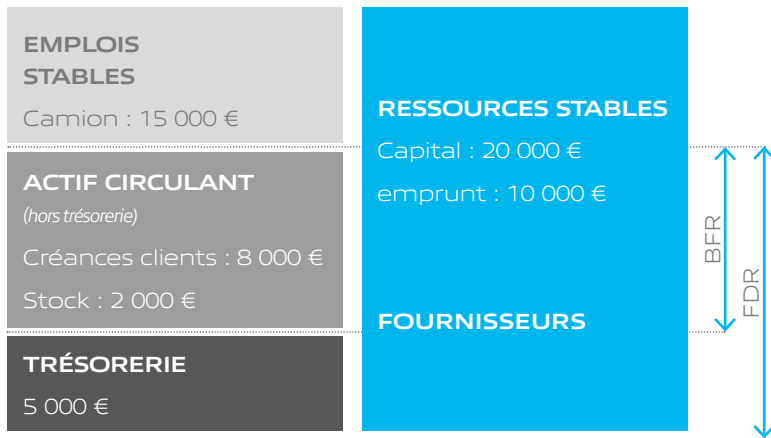 EMPLOIS
STABLES
Camion : 15 000 €
ACTIF CIRCULANT
(hors trésorerie)
Créances clients : 8 000 €
Stock : 2 000 €
TRÉSORERIE
5 000 €
RESSOURCES STABLES
Capital : 20 000 €
emprunt : 10 000 €
FOURNISSEURS
BFR
FDR